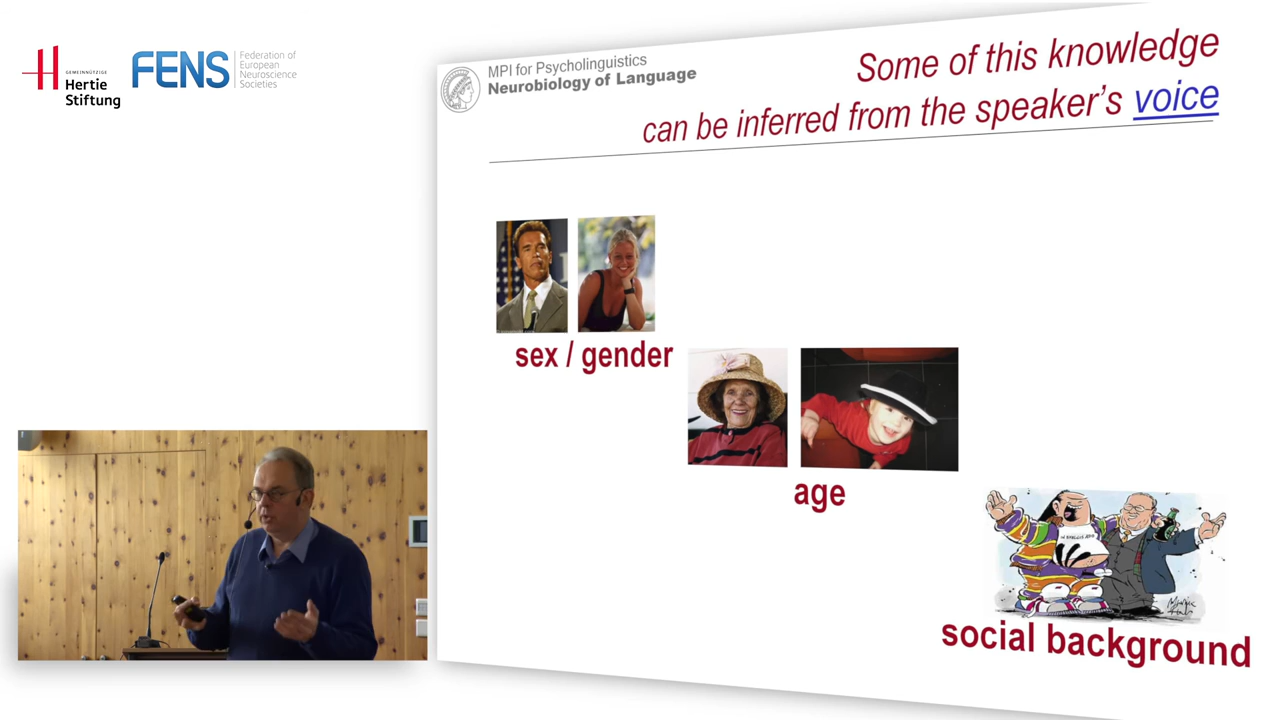 GEMEINNÜTZIGE
Hertie
Stiftung
FENS
Federation of
European
Neuroscience
Societies
MPI for Psycholinguistics
Neurobiology of Language
Some of this knowledge
can be inferred from the speaker's voice
sex / gender
age
social background